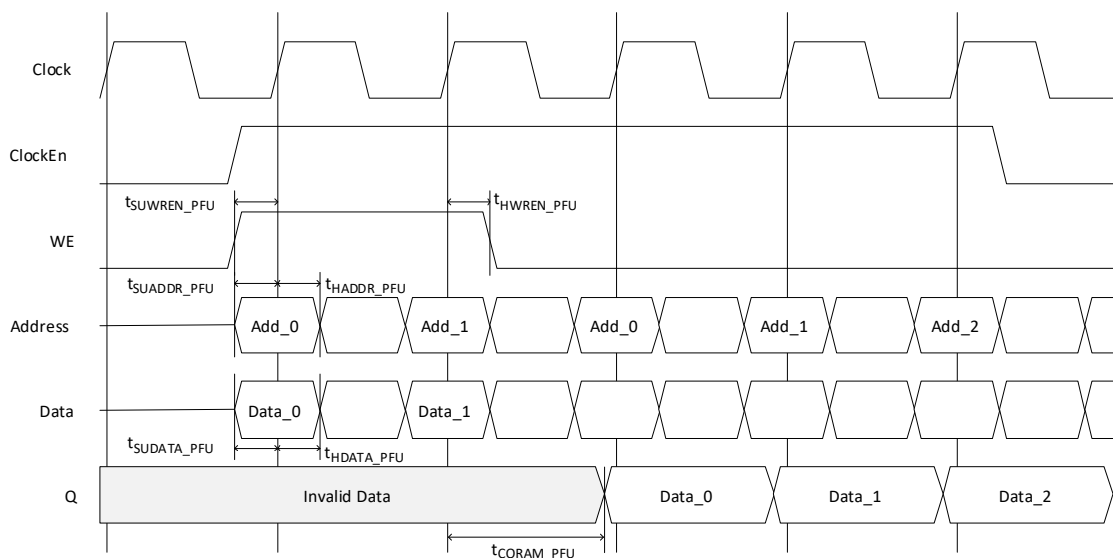 Clock
ClockEn
tSUWREN_PFU
tHWREN_PFU
WE
tSUADDR_PFU
tHADDR_PFU
Address
Add_0
Add_1
Add_0
Add_1
Add_2
Data
Data_0
Data_1
tSUDATA_PFU
tHDATA_PFU
Q
Invalid Data
Data_0
Data_1
Data_2
tCORAM_PFU